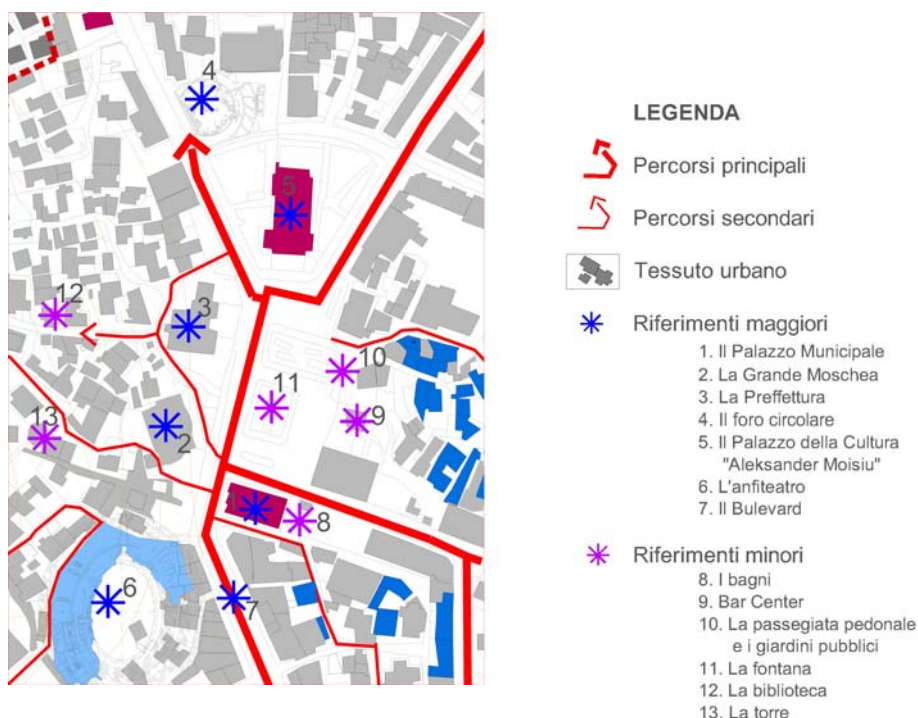 4
5
12
3
10
11
9
13
2
1
8
6
7
LEGENDA
Percorsi principali
Percorsi secondari
Tessuto urbano
Riferimenti maggiori
1. Il Palazzo Municipale
2. La Grande Moschea
3. La Preffettura
4. Il foro circolare
5. Il Palazzo della Cultura
"Aleksander Moisiu"
6. L'anfiteatro
7. Il Bulevard
Riferimenti minori
8. I bagni
9. Bar Center
10. La passegiata pedonale
e i giardini pubblici
11. La fontana
12. La biblioteca
13. La torre